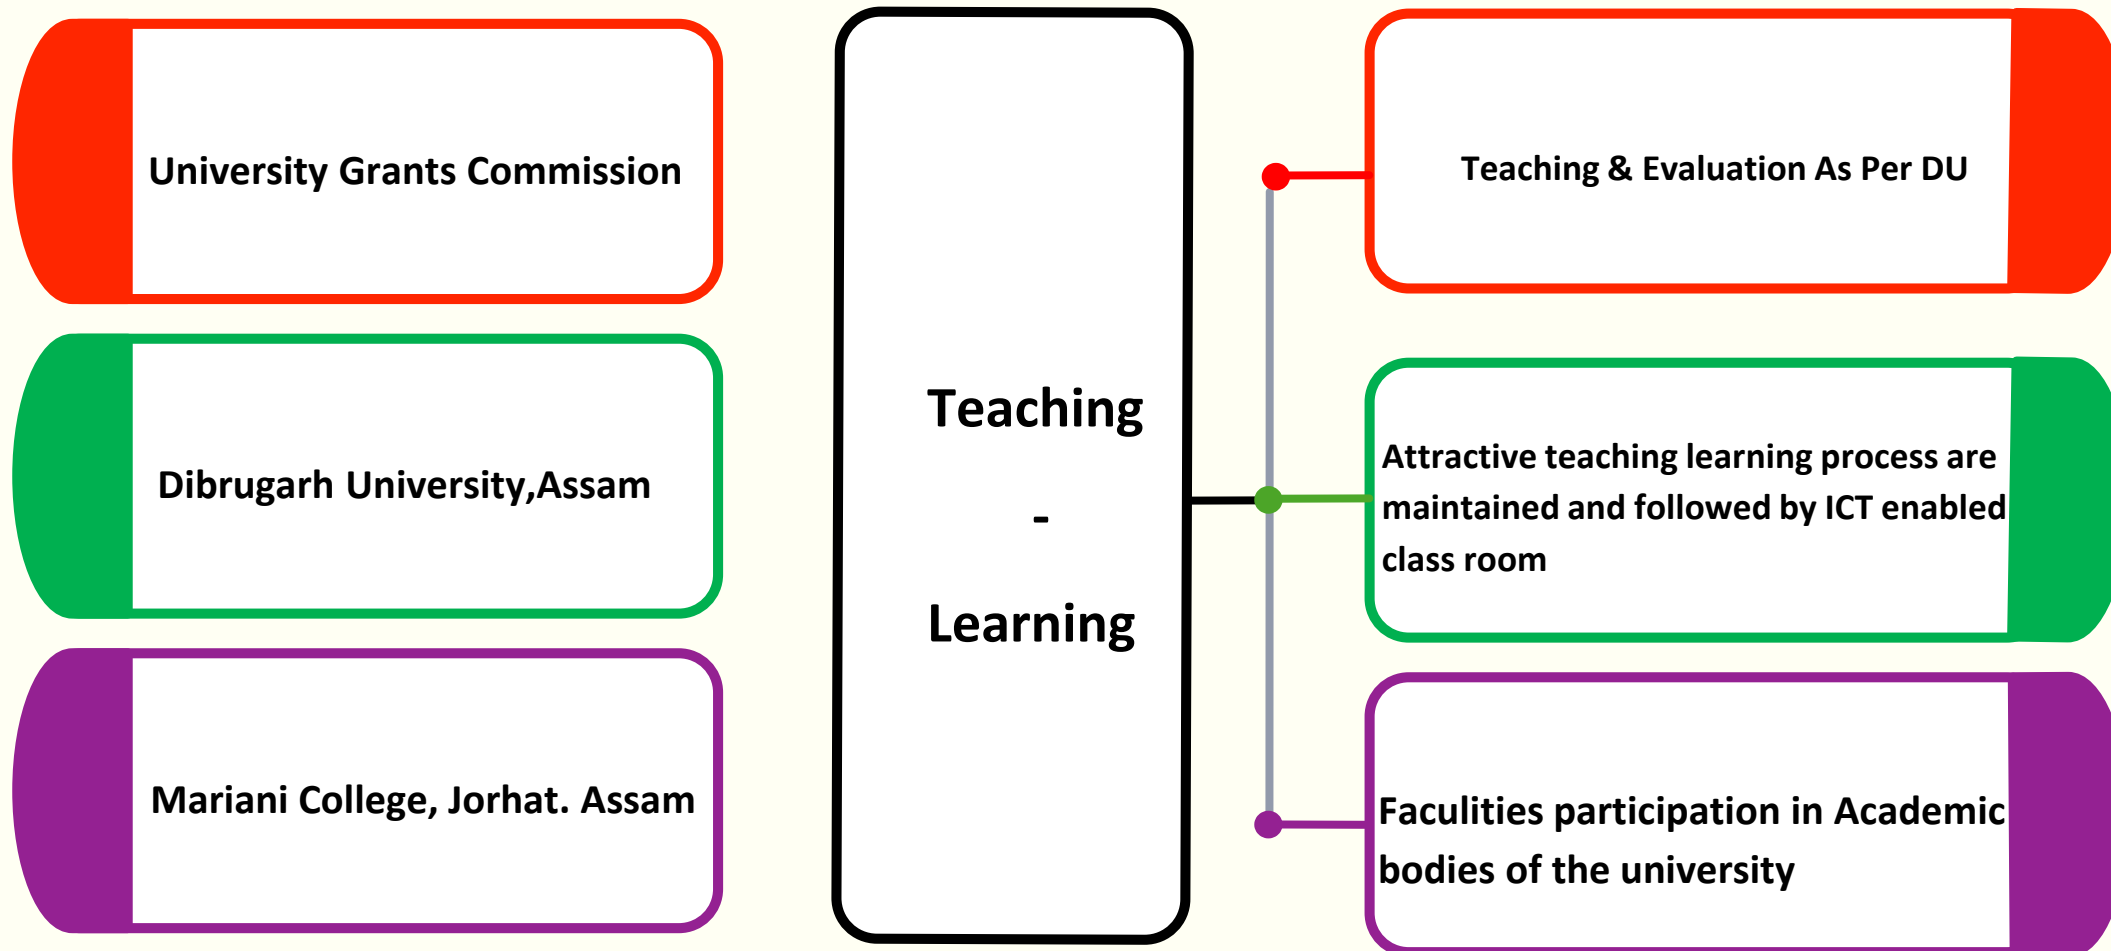 University Grants Commission
Dibrugarh University,Assam
Mariani College, Jorhat. Assam
Teaching
-
Learning
Teaching & Evaluation As Per DU
Attractive teaching learning process are
maintained and followed by ICT enabled
class room
Faculities participation in Academic
bodies of the university